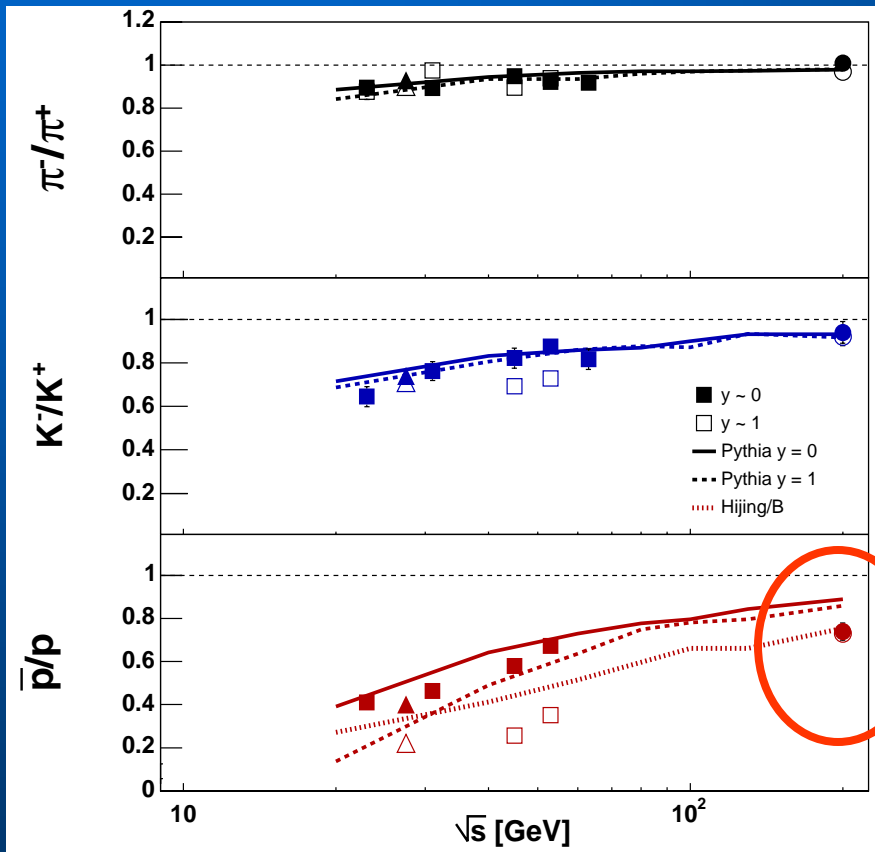 π⁻/π⁺
1.2
1
0.8
0.6
0.4
0.2
K⁻/K⁺
1
0.8
0.6
0.4
0.2
y ~ 0
y ~ 1
Pythia y = 0
Pythia y = 1
Hijing/B
p̅/p
1
0.8
0.6
0.4
0.2
0
10
10²
√s [GeV]